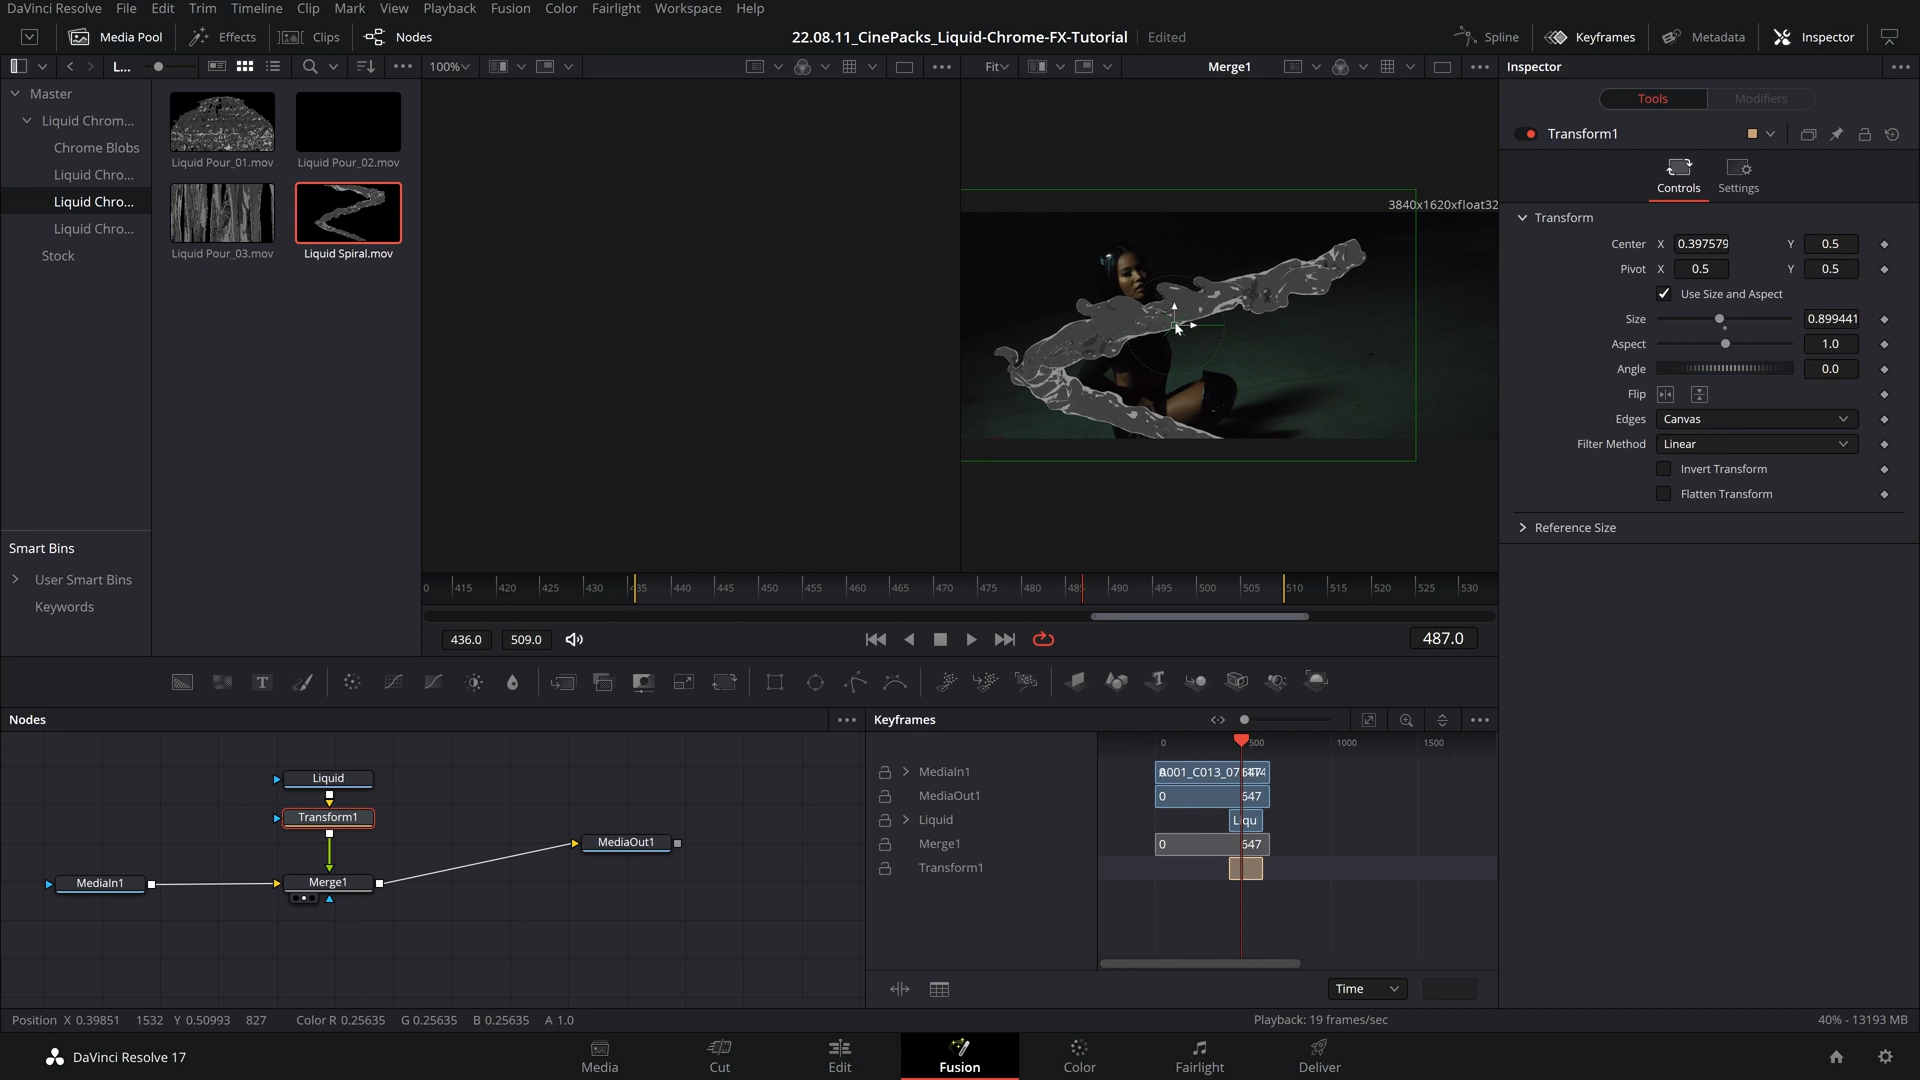 DaVinci Resolve File Edit Trim Timeline Clip Mark View Playback Fusion Color Fairlight Workspace Help
Media Pool Effects Clips Nodes 22.08.11_CinePacks_Liquid-Chrome-FX-Tutorial Edited Spline Keyframes Metadata Inspector
L... 100% Fit Merge1 Inspector
Master
Liquid Chrom...
Chrome Blobs
Liquid Chro...
Liquid Chro...
Liquid Chro...
Stock
Liquid Pour_01.mov Liquid Pour_02.mov
Liquid Pour_03.mov Liquid Spiral.mov
Smart Bins
User Smart Bins
Keywords
3840x1620xfloat32
Tools Modifiers
Transform1
Controls Settings
Transform
Center X 0.397579 Y 0.5
Pivot X 0.5 Y 0.5
Use Size and Aspect
Size 0.899441
Aspect 1.0
Angle 0.0
Flip
Edges Canvas
Filter Method Linear
Invert Transform
Flatten Transform
Reference Size
0 415 420 425 430 435 440 445 450 455 460 465 470 475 480 485 490 495 500 505 510 515 520 525 530
436.0 509.0 487.0
Nodes
Liquid
Transform1
MediaOut1
MediaIn1 Merge1
Keyframes
0 500 1000 1500
MediaIn1
MediaOut1 0 647
Liquid Liqu
Merge1 0 647
Transform1
Time
Position X 0.39851 1532 Y 0.50993 827 Color R 0.25635 G 0.25635 B 0.25635 A 1.0 Playback: 19 frames/sec 40% - 13193 MB
DaVinci Resolve 17 Media Cut Edit Fusion Color Fairlight Deliver